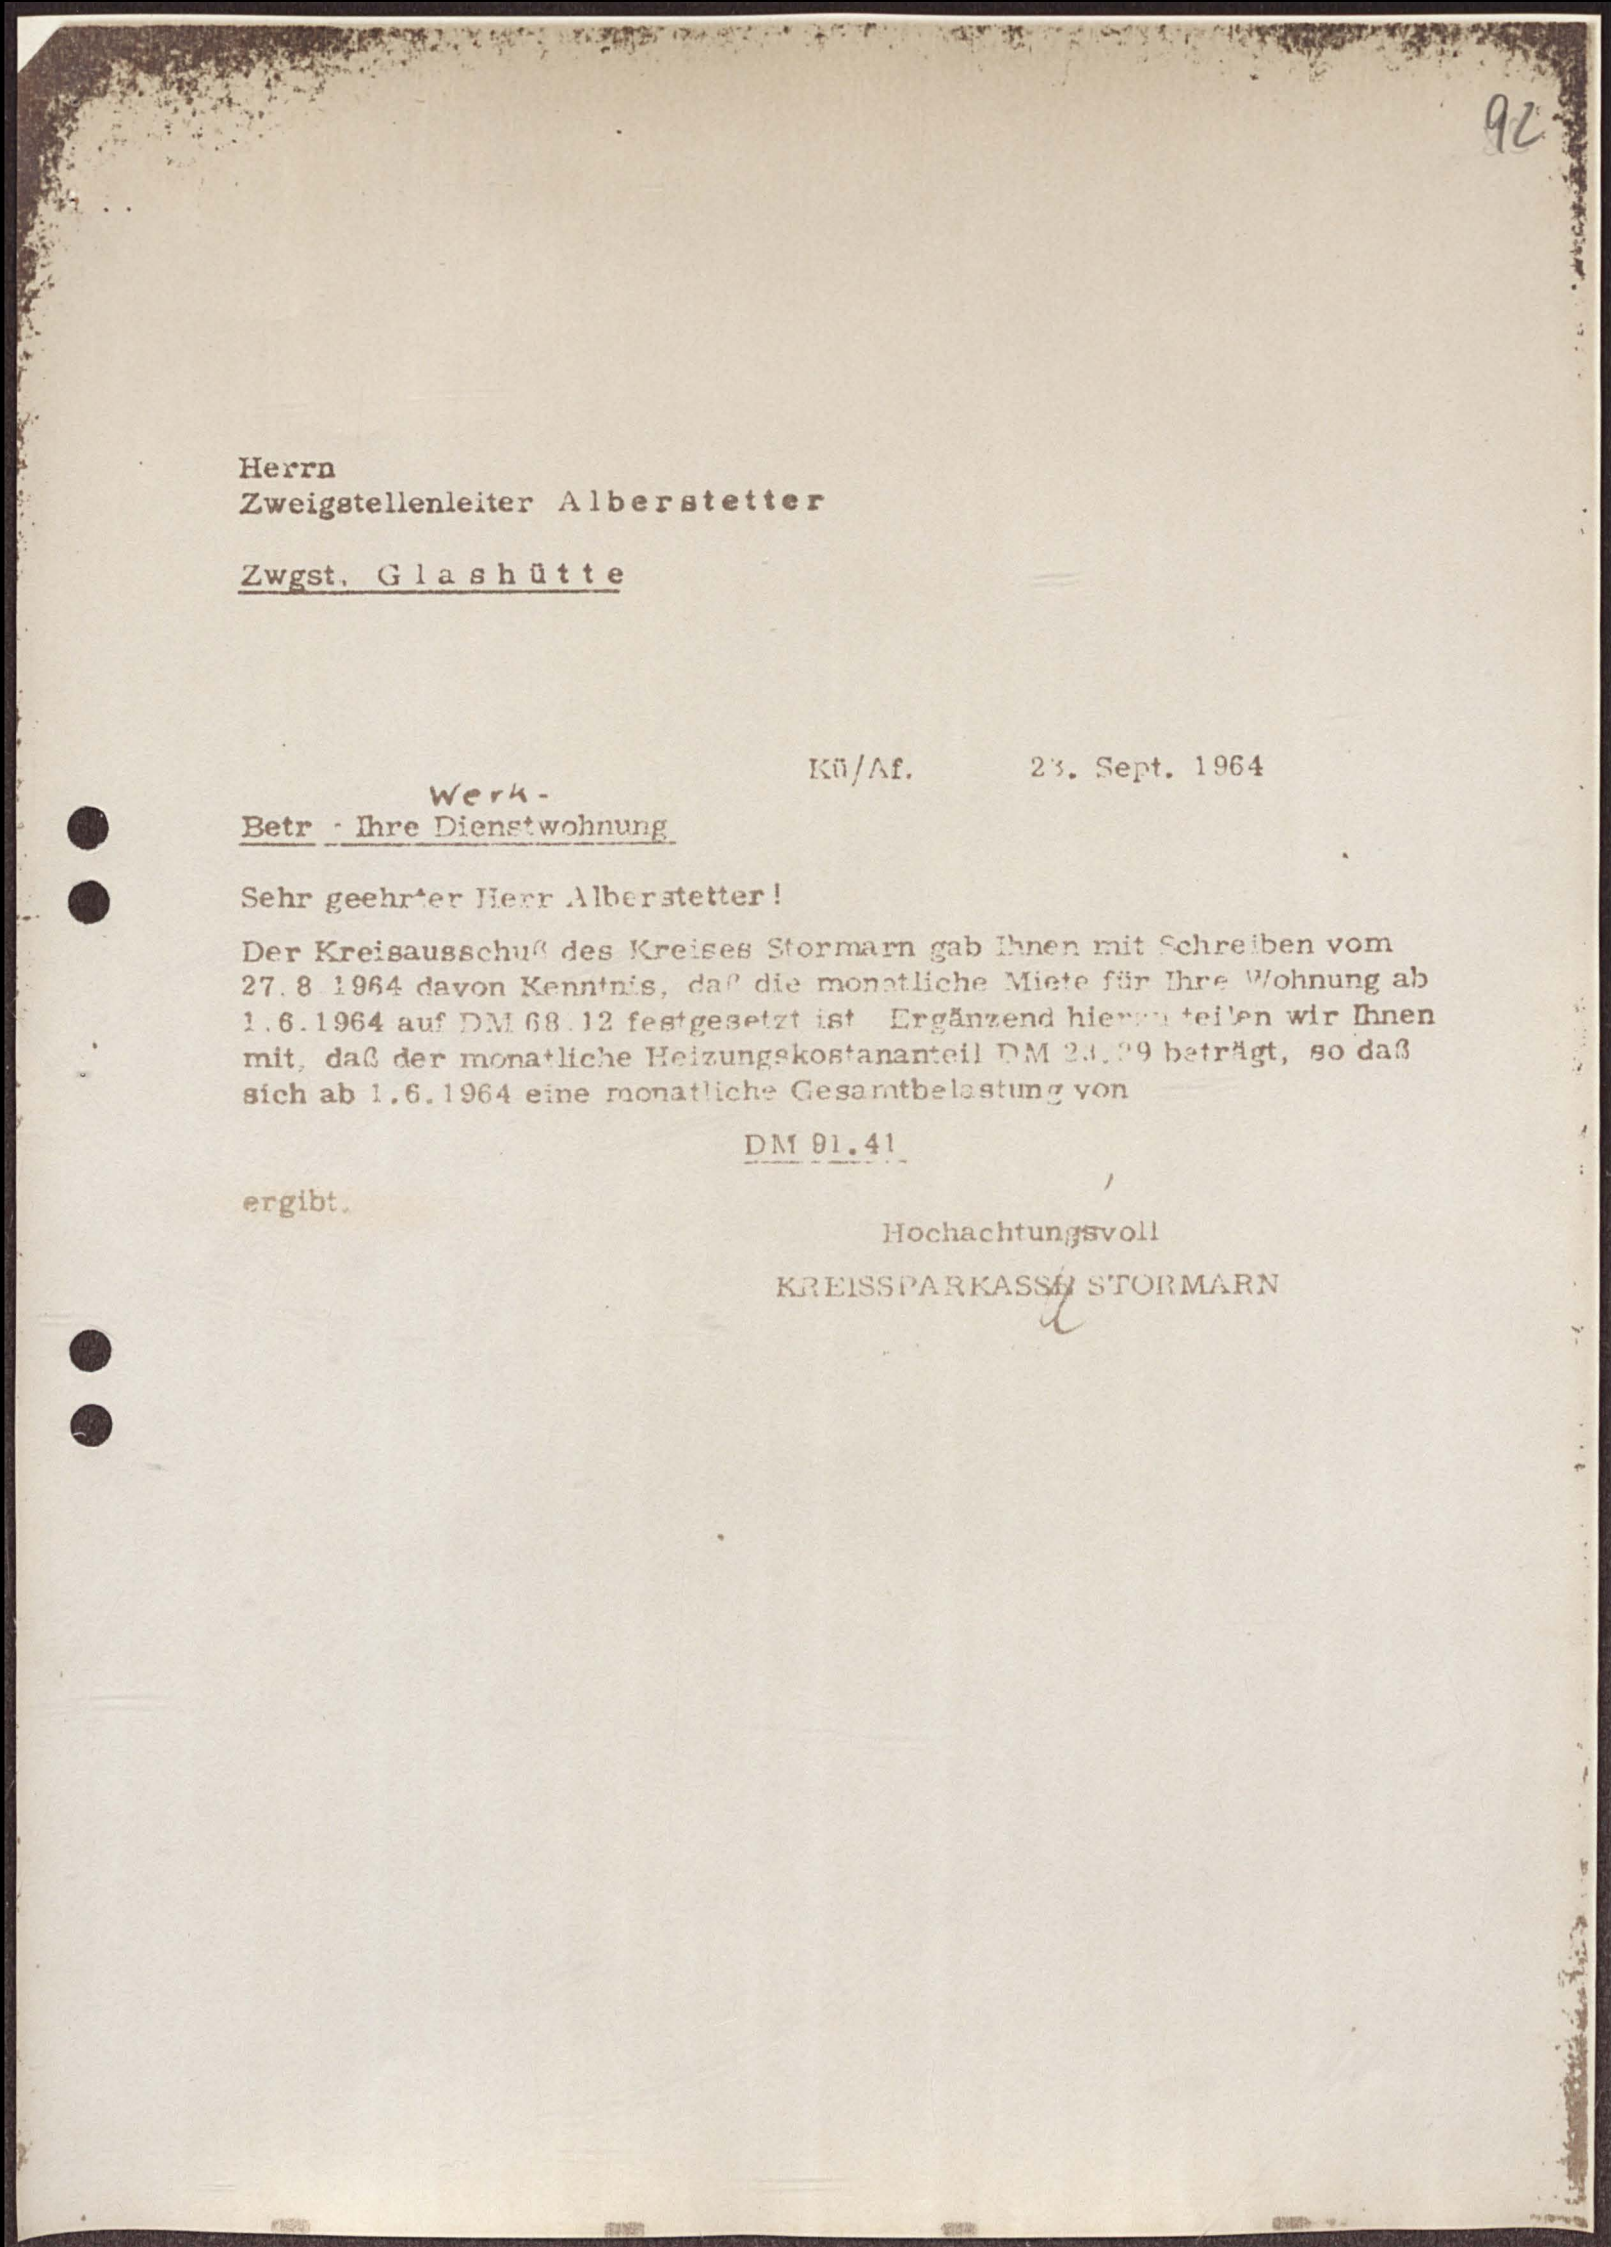 92
Herrn
Zweigstellenleiter Alberstetter
Zwgst. Glashütte
Kü/Af. 23. Sept. 1964
Werk-
Betr : Ihre Dienstwohnung
Sehr geehrter Herr Alberstetter!
Der Kreisausschuß des Kreises Stormarn gab Ihnen mit Schreiben vom
27.8.1964 davon Kenntnis, daß die monatliche Miete für Ihre Wohnung ab
1.6.1964 auf DM 68.12 festgesetzt ist Ergänzend hierzu teilen wir Ihnen
mit, daß der monatliche Heizungskostenanteil DM 23.29 beträgt, so daß
sich ab 1.6.1964 eine monatliche Gesamtbelastung von
DM 91.41
ergibt.
Hochachtungsvoll
KREISSPARKASSE STORMARN